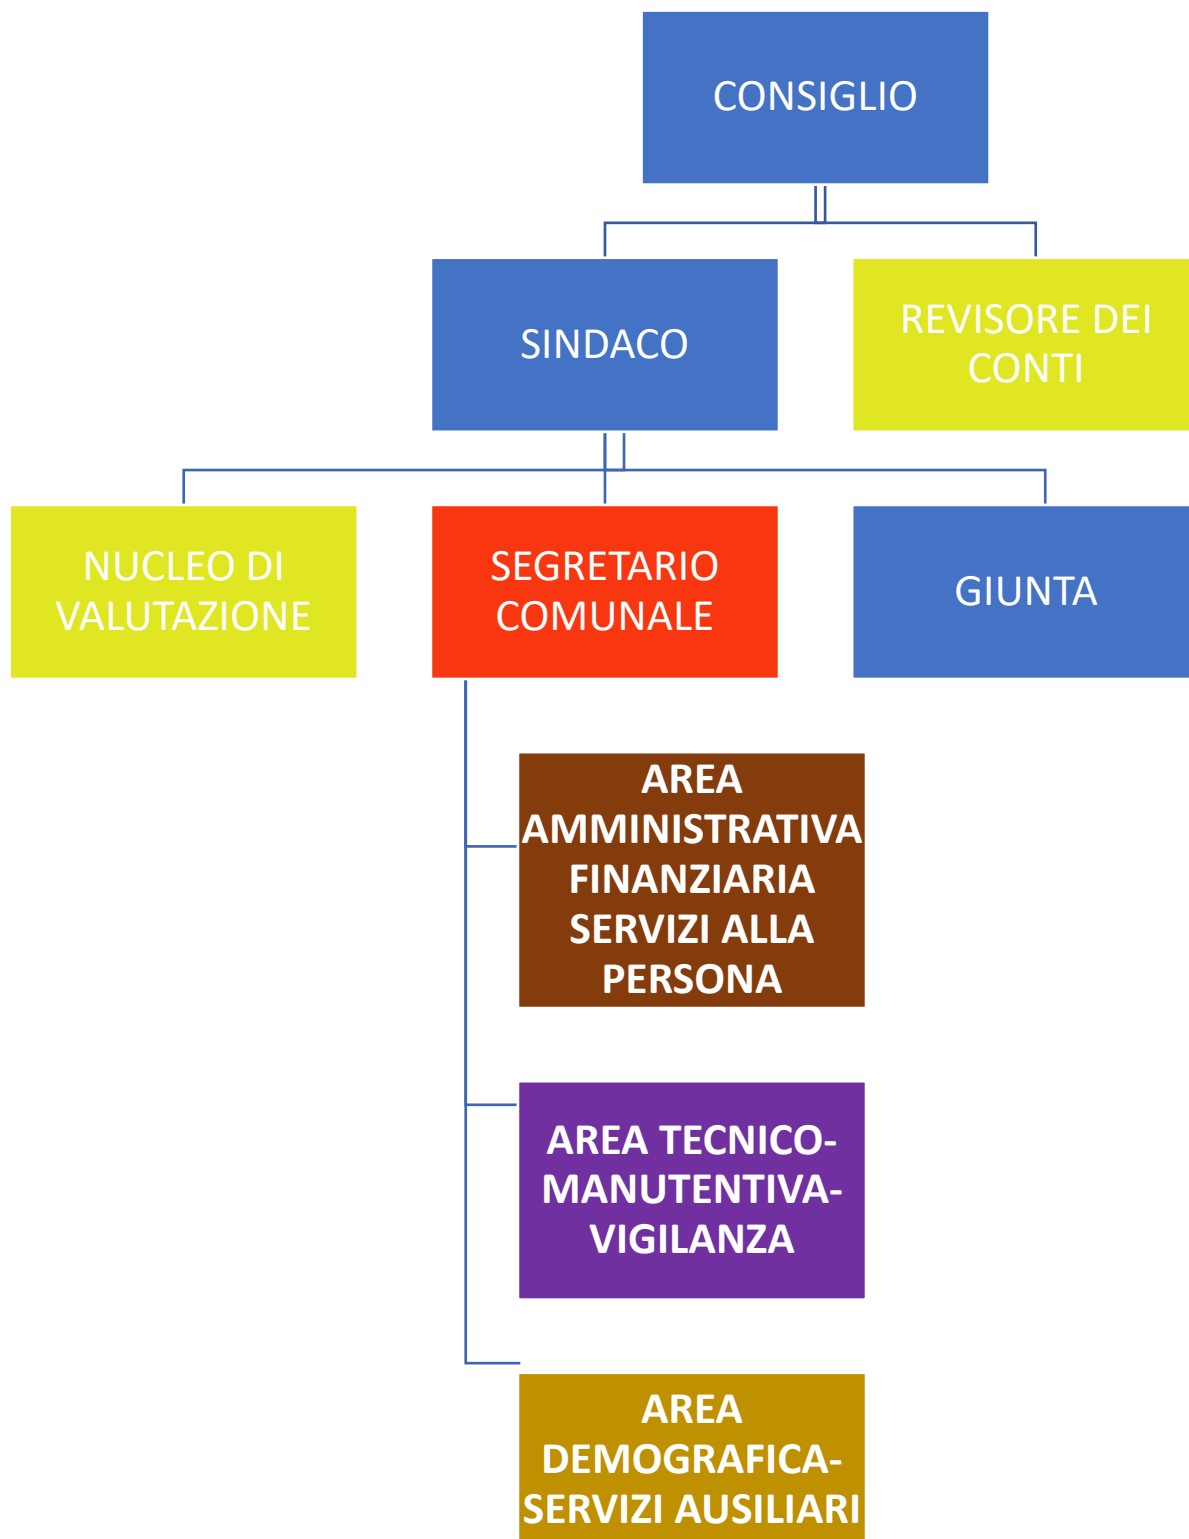 CONSIGLIO
SINDACO
REVISORE DEI
CONTI
NUCLEO DI
VALUTAZIONE
SEGRETARIO
COMUNALE
GIUNTA
AREA
AMMINISTRATIVA
FINANZIARIA
SERVIZI ALLA
PERSONA
AREA TECNICO-
MANUTENTIVA-
VIGILANZA
AREA
DEMOGRAFICA-
SERVIZI AUSILIARI